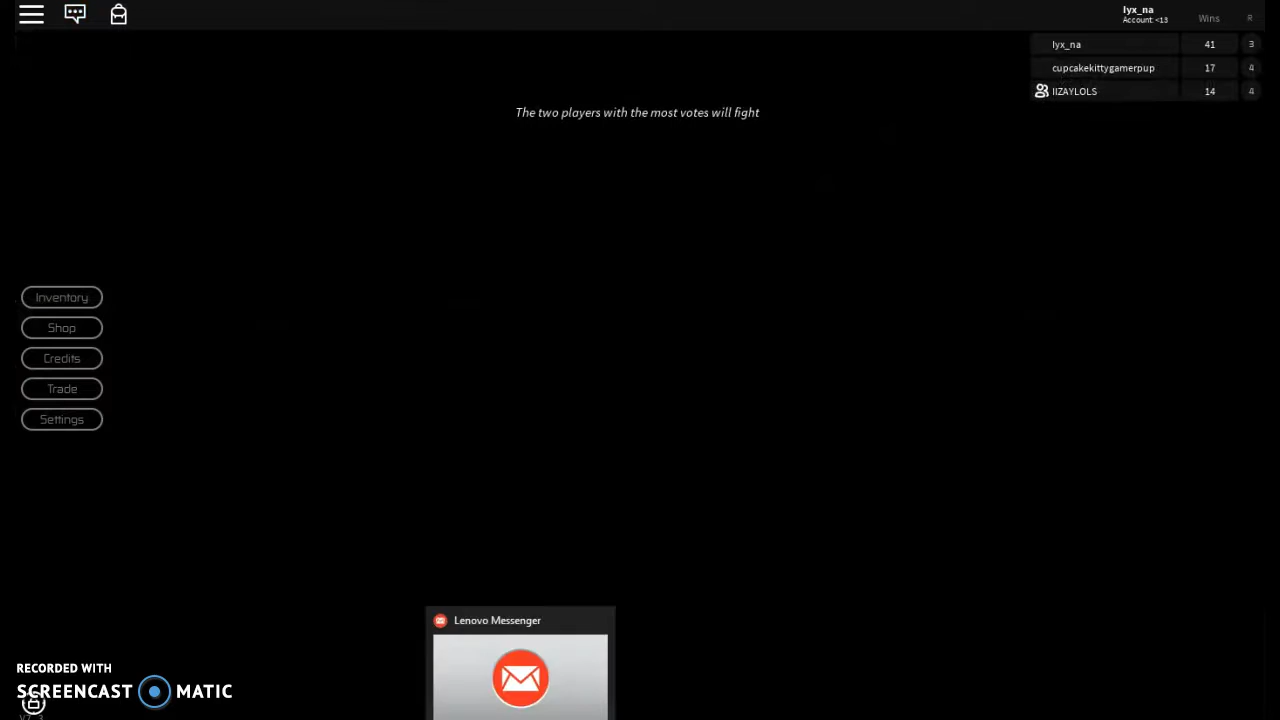 lyx_na
Account: <13
Wins
R
lyx_na 41 3
cupcakekittygamerpup 17 4
IIZAYLOLS 14 4
The two players with the most votes will fight
Inventory
Shop
Credits
Trade
Settings
Lenovo Messenger
RECORDED WITH
SCREENCAST MATIC